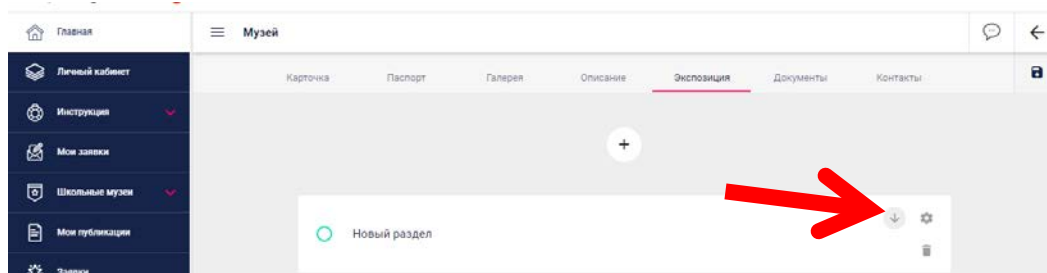 Главная
Музей
Личный кабинет
Карточка Паспорт Галерея Описание Экспозиция Документы Контакты
Инструкция
+
Мои заявки
Школьные музеи
Новый раздел
Мои публикации
Заявки